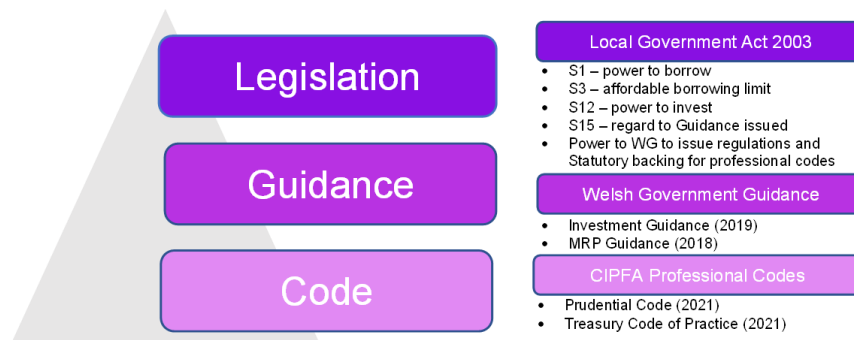 Legislation
Guidance
Code
Local Government Act 2003
• S1 – power to borrow
• S3 – affordable borrowing limit
• S12 – power to invest
• S15 – regard to Guidance issued
• Power to WG to issue regulations and
Statutory backing for professional codes
Welsh Government Guidance
• Investment Guidance (2019)
• MRP Guidance (2018)
CIPFA Professional Codes
• Prudential Code (2021)
• Treasury Code of Practice (2021)